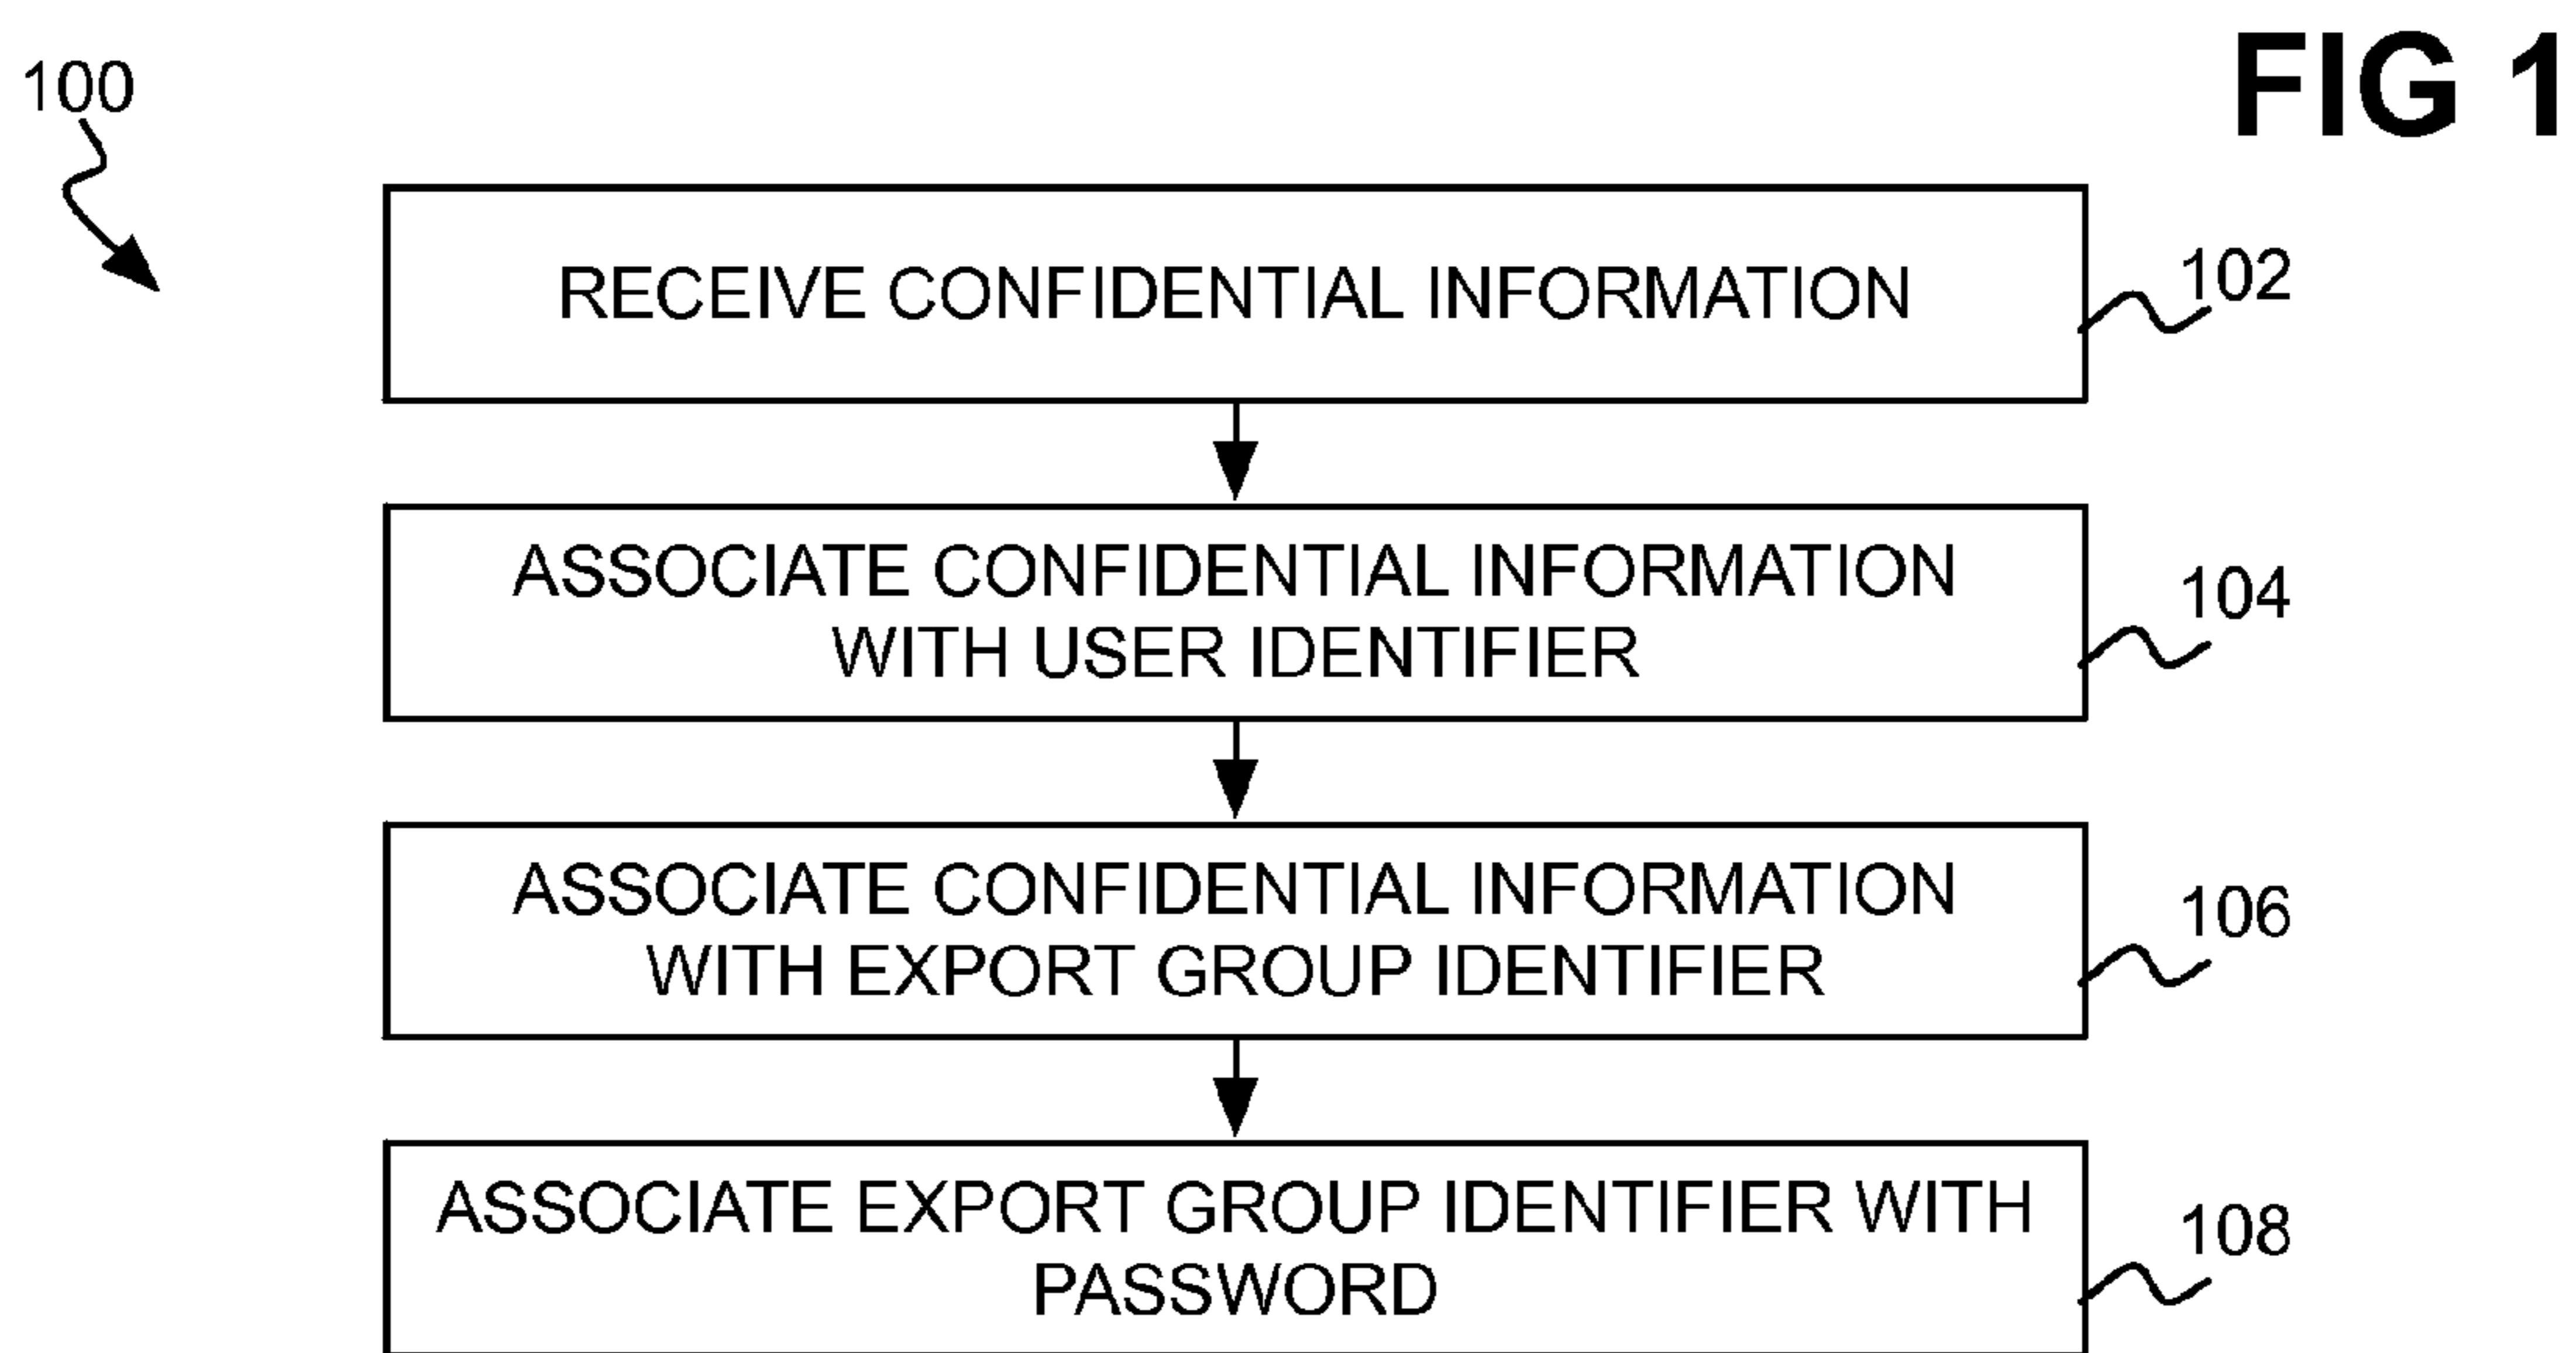 100
FIG 1
RECEIVE CONFIDENTIAL INFORMATION
102
ASSOCIATE CONFIDENTIAL INFORMATION
WITH USER IDENTIFIER
104
ASSOCIATE CONFIDENTIAL INFORMATION
WITH EXPORT GROUP IDENTIFIER
106
ASSOCIATE EXPORT GROUP IDENTIFIER WITH
PASSWORD
108